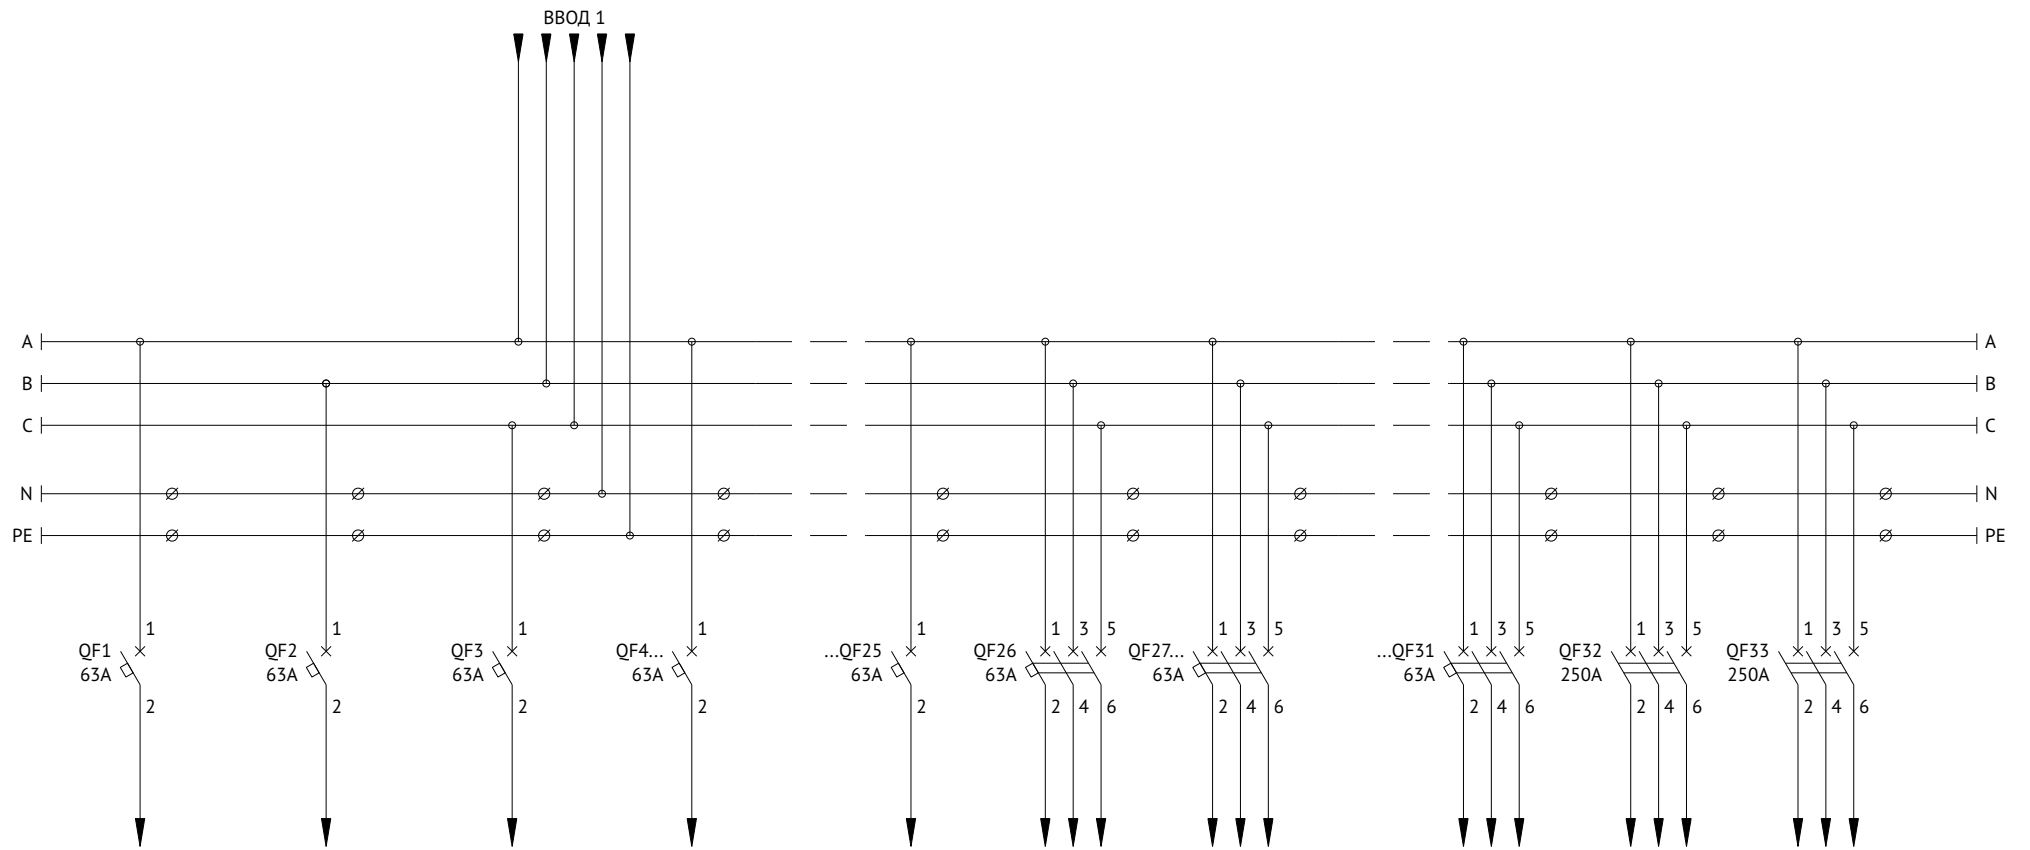 ВВОД 1
A A
B B
C C
N N
PE PE
1 1 1 1 1 1 3 5 1 3 5 1 3 5 1 3 5 1 3 5
QF1 QF2 QF3 QF4... ...QF25 QF26 QF27... ...QF31 QF32 QF33
63A 63A 63A 63A 63A 63A 63A 63A 250A 250A
2 2 2 2 2 2 4 6 2 4 6 2 4 6 2 4 6 2 4 6